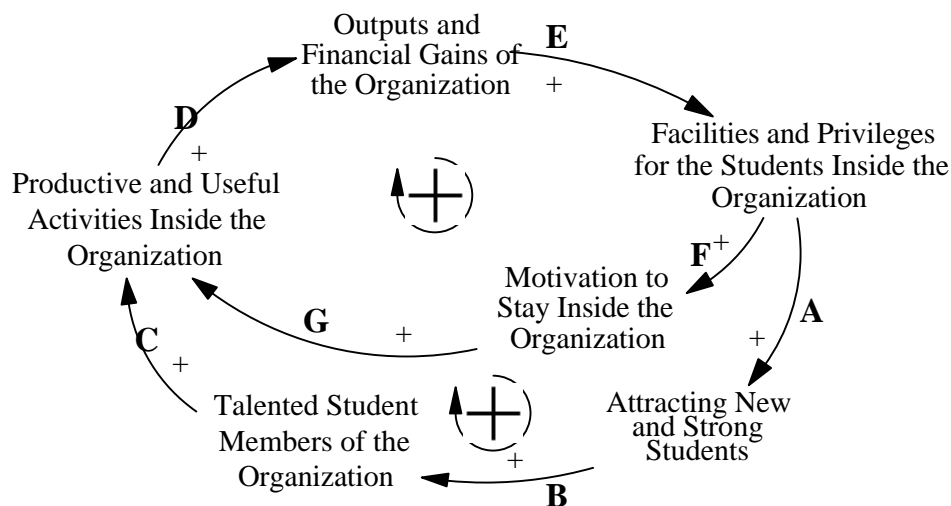 Outputs and
Financial Gains of
the Organization
E
+
D
+
Facilities and Privileges
for the Students Inside the
Organization
Productive and Useful
Activities Inside the
Organization
F
+
Motivation to
Stay Inside the
Organization
A
+
G
+
C
+
Talented Student
Members of the
Organization
Attracting New
and Strong
Students
+
B